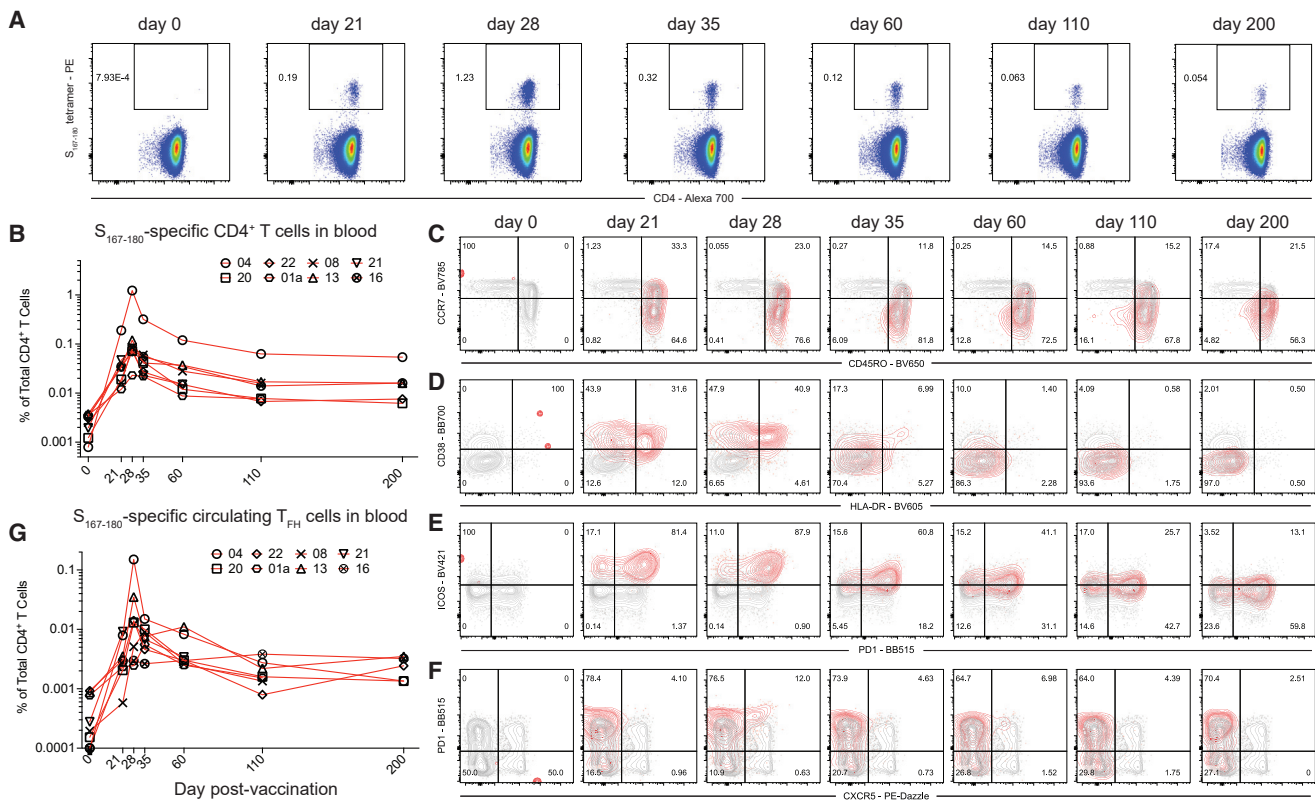 A
day 0 day 21 day 28 day 35 day 60 day 110 day 200
7.93E-4 0.19 1.23 0.32 0.12 0.063 0.054
S167-180 tetramer - PE
CD4 - Alexa 700
B
S167-180-specific CD4+ T cells in blood
04 22 08 21
20 01a 13 16
% of Total CD4+ T Cells
1
0.1
0.01
0.001
0 21 28 35 60 110 200
G
S167-180-specific circulating TFH cells in blood
04 22 08 21
20 01a 13 16
% of Total CD4+ T Cells
0.1
0.01
0.001
0.0001
0 21 28 35 60 110 200
Day post-vaccination
day 0 day 21 day 28 day 35 day 60 day 110 day 200
C
CCR7 - BV785
100 0 1.23 33.3 0.055 23.0 0.27 11.8 0.25 14.5 0.88 15.2 17.4 21.5
0 0 0.82 64.6 0.41 76.6 6.09 81.8 12.8 72.5 16.1 67.8 4.82 56.3
CD45RO - BV650
D
CD38 - BB700
0 100 43.9 31.6 47.9 40.9 17.3 6.99 10.0 1.40 4.09 0.58 2.01 0.50
0 0 12.6 12.0 6.65 4.61 70.4 5.27 86.3 2.28 93.6 1.75 97.0 0.50
HLA-DR - BV605
E
ICOS - BV421
100 0 17.1 81.4 11.0 87.9 15.6 60.8 15.2 41.1 17.0 25.7 3.52 13.1
0 0 0.14 1.37 0.14 0.90 5.45 18.2 12.6 31.1 14.6 42.7 23.6 59.8
PD1 - BB515
F
PD1 - BB515
0 0 78.4 4.10 76.5 12.0 73.9 4.63 64.7 6.98 64.0 4.39 70.4 2.51
50.0 50.0 16.5 0.96 10.9 0.63 20.7 0.73 26.8 1.52 29.8 1.75 27.1 0
CXCR5 - PE-Dazzle